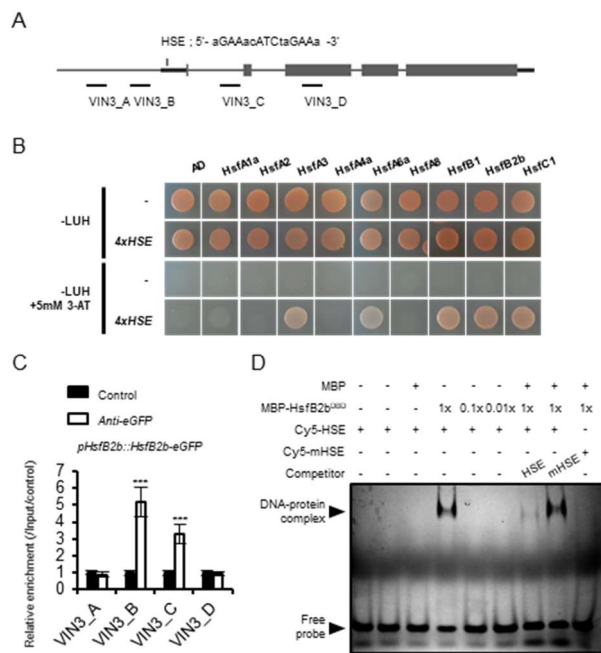 A
HSE ; 5'- aGAAacATCtaGAAa -3'
VIN3_A VIN3_B VIN3_C VIN3_D
B
AD HsfA1a HsfA2 HsfA3 HsfA4a HsfA6a HsfA8 HsfB1 HsfB2b HsfC1
-LUH
-
4xHSE
-LUH
+5mM 3-AT
-
4xHSE
C
Control
Anti-eGFP
pHsfB2b::HsfB2b-eGFP
Relative enrichment (/Input/control)
7
6
5
4
3
2
1
0
*** ***
VIN3_A VIN3_B VIN3_C VIN3_D
D
MBP - - + - - - + + +
MBP-HsfB2b - - - 1x 0.1x 0.01x 1x 1x 1x
Cy5-HSE + + + + + + + + -
Cy5-mHSE - - - - - - - - +
Competitor - - - - - - HSE mHSE -
DNA-protein
complex
Free
probe